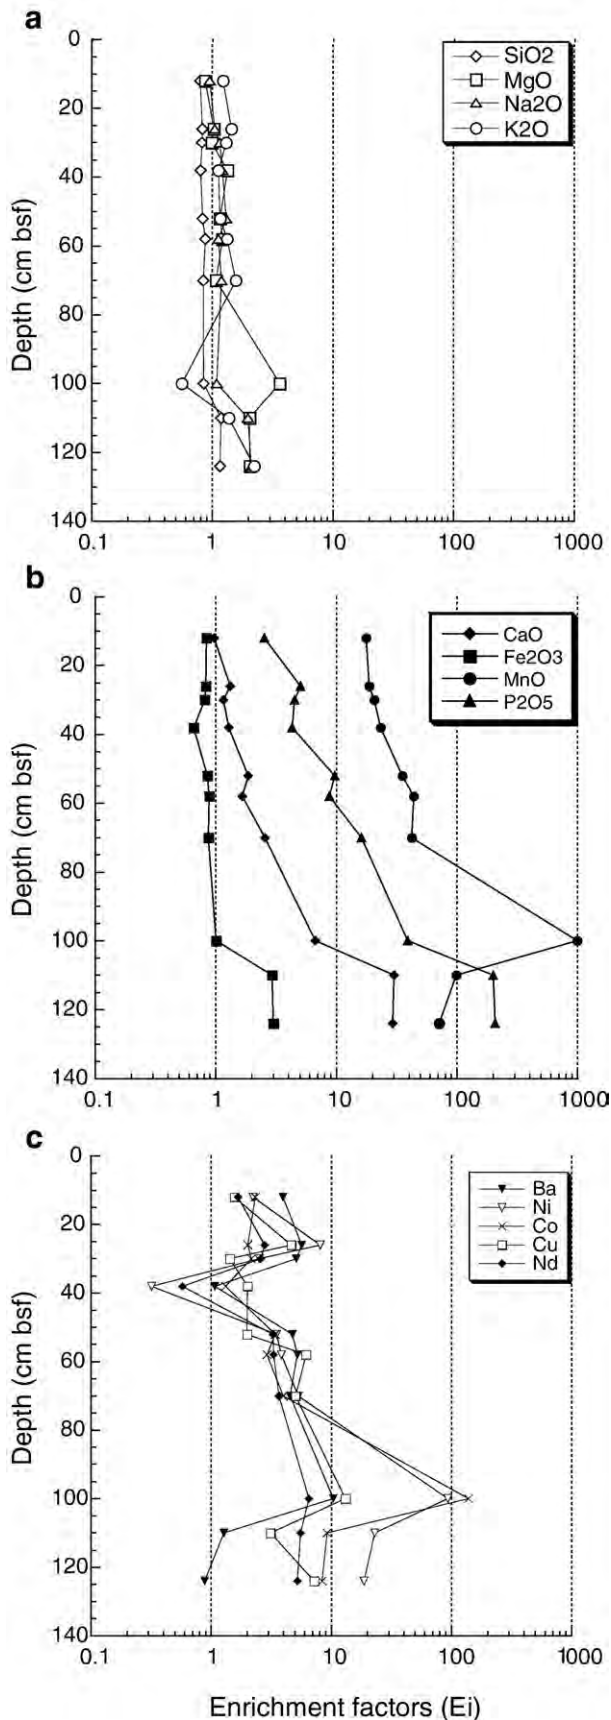 a
0
20
40
60
80
100
120
140
Depth (cm bsf)
SiO2
MgO
Na2O
K2O
0.1
1
10
100
1000
b
0
20
40
60
80
100
120
140
Depth (cm bsf)
CaO
Fe2O3
MnO
P2O5
0.1
1
10
100
1000
c
0
20
40
60
80
100
120
140
Depth (cm bsf)
Ba
Ni
Co
Cu
Nd
0.1
1
10
100
1000
Enrichment factors (Ei)